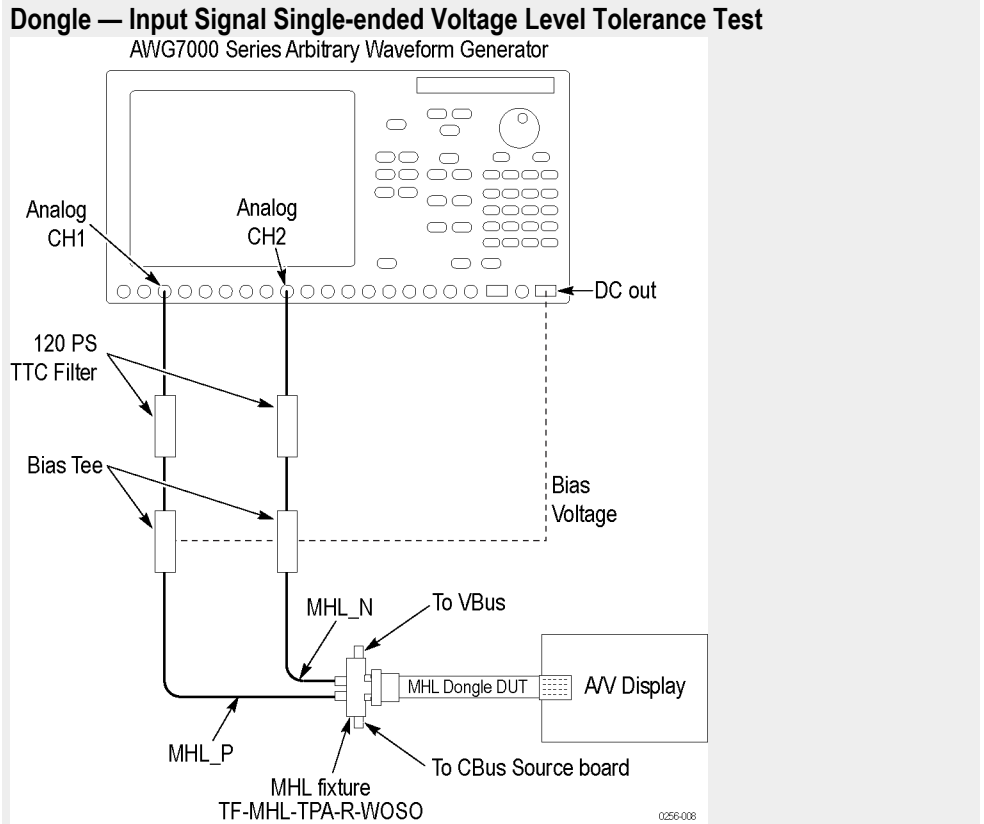 Dongle — Input Signal Single-ended Voltage Level Tolerance Test
AWG7000 Series Arbitrary Waveform Generator
Analog
CH1
Analog
CH2
DC out
120 PS
TTC Filter
Bias Tee
Bias
Voltage
MHL_N
To VBus
MHL Dongle DUT
A/V Display
MHL_P
To CBus Source board
MHL fixture
TF-MHL-TPA-R-WOSO
0256-008